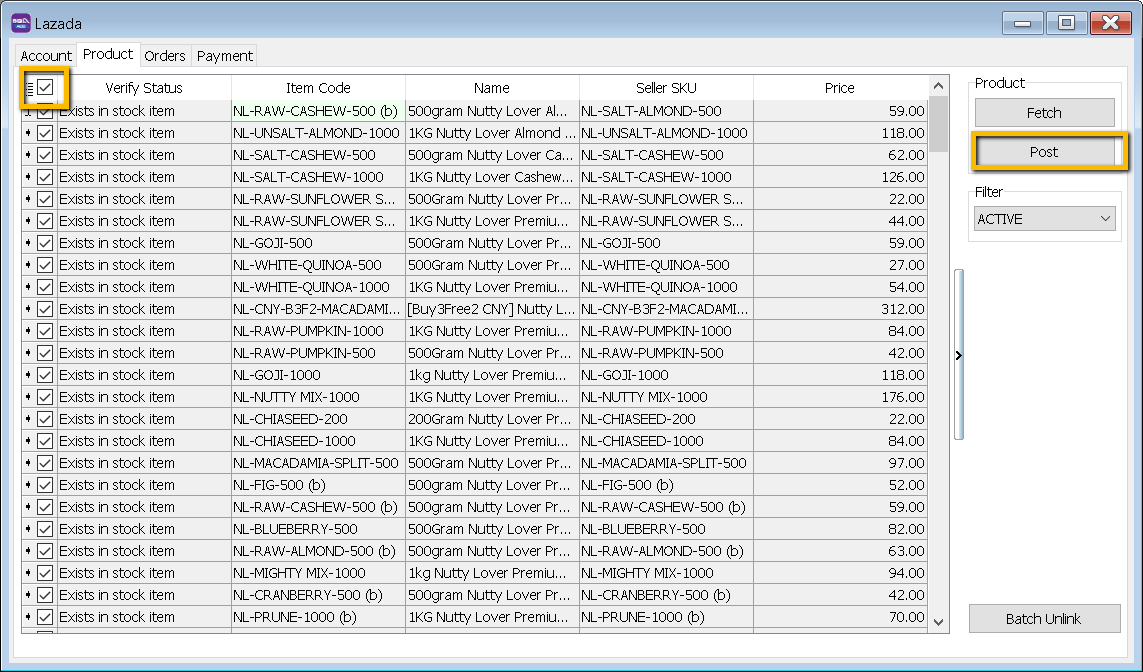 Lazada
Account Product Orders Payment
Verify Status Item Code Name Seller SKU Price
1 Exists in stock item NL-RAW-CASHEW-500 (b) 500gram Nutty Lover Al... NL-SALT-ALMOND-500 59.00
Exists in stock item NL-UNSALT-ALMOND-1000 1KG Nutty Lover Almond ... NL-UNSALT-ALMOND-1000 118.00
Exists in stock item NL-SALT-CASHEW-500 500gram Nutty Lover Ca... NL-SALT-CASHEW-500 62.00
Exists in stock item NL-SALT-CASHEW-1000 1KG Nutty Lover Cashew... NL-SALT-CASHEW-1000 126.00
Exists in stock item NL-RAW-SUNFLOWER S... 500Gram Nutty Lover Pr... NL-RAW-SUNFLOWER S... 22.00
Exists in stock item NL-RAW-SUNFLOWER S... 1KG Nutty Lover Premiu... NL-RAW-SUNFLOWER S... 44.00
Exists in stock item NL-GOJI-500 500Gram Nutty Lover Pr... NL-GOJI-500 59.00
Exists in stock item NL-WHITE-QUINOA-500 500Gram Nutty Lover Pr... NL-WHITE-QUINOA-500 27.00
Exists in stock item NL-WHITE-QUINOA-1000 1KG Nutty Lover Premiu... NL-WHITE-QUINOA-1000 54.00
Exists in stock item NL-CNY-B3F2-MACADAMI... [Buy3Free2 CNY] Nutty L... NL-CNY-B3F2-MACADAMI... 312.00
Exists in stock item NL-RAW-PUMPKIN-1000 1KG Nutty Lover Premiu... NL-RAW-PUMPKIN-1000 84.00
Exists in stock item NL-RAW-PUMPKIN-500 500Gram Nutty Lover Pr... NL-RAW-PUMPKIN-500 42.00
Exists in stock item NL-GOJI-1000 1kg Nutty Lover Premiu... NL-GOJI-1000 118.00
Exists in stock item NL-NUTTY MIX-1000 1KG Nutty Lover Premiu... NL-NUTTY MIX-1000 176.00
Exists in stock item NL-CHIASEED-200 200Gram Nutty Lover Pr... NL-CHIASEED-200 22.00
Exists in stock item NL-CHIASEED-1000 1KG Nutty Lover Premiu... NL-CHIASEED-1000 84.00
Exists in stock item NL-MACADAMIA-SPLIT-500 500Gram Nutty Lover Pr... NL-MACADAMIA-SPLIT-500 97.00
Exists in stock item NL-FIG-500 (b) 500gram Nutty Lover Pr... NL-FIG-500 (b) 52.00
Exists in stock item NL-RAW-CASHEW-500 (b) 500gram Nutty Lover Pr... NL-RAW-CASHEW-500 (b) 59.00
Exists in stock item NL-BLUEBERRY-500 500Gram Nutty Lover Pr... NL-BLUEBERRY-500 82.00
Exists in stock item NL-RAW-ALMOND-500 (b) 500gram Nutty Lover Pr... NL-RAW-ALMOND-500 (b) 63.00
Exists in stock item NL-MIGHTY MIX-1000 1kg Nutty Lover Premiu... NL-MIGHTY MIX-1000 94.00
Exists in stock item NL-CRANBERRY-500 (b) 500gram Nutty Lover Pr... NL-CRANBERRY-500 (b) 42.00
Exists in stock item NL-PRUNE-1000 (b) 1KG Nutty Lover Premiu... NL-PRUNE-1000 (b) 70.00
Product
Fetch
Post
Filter
ACTIVE
Batch Unlink